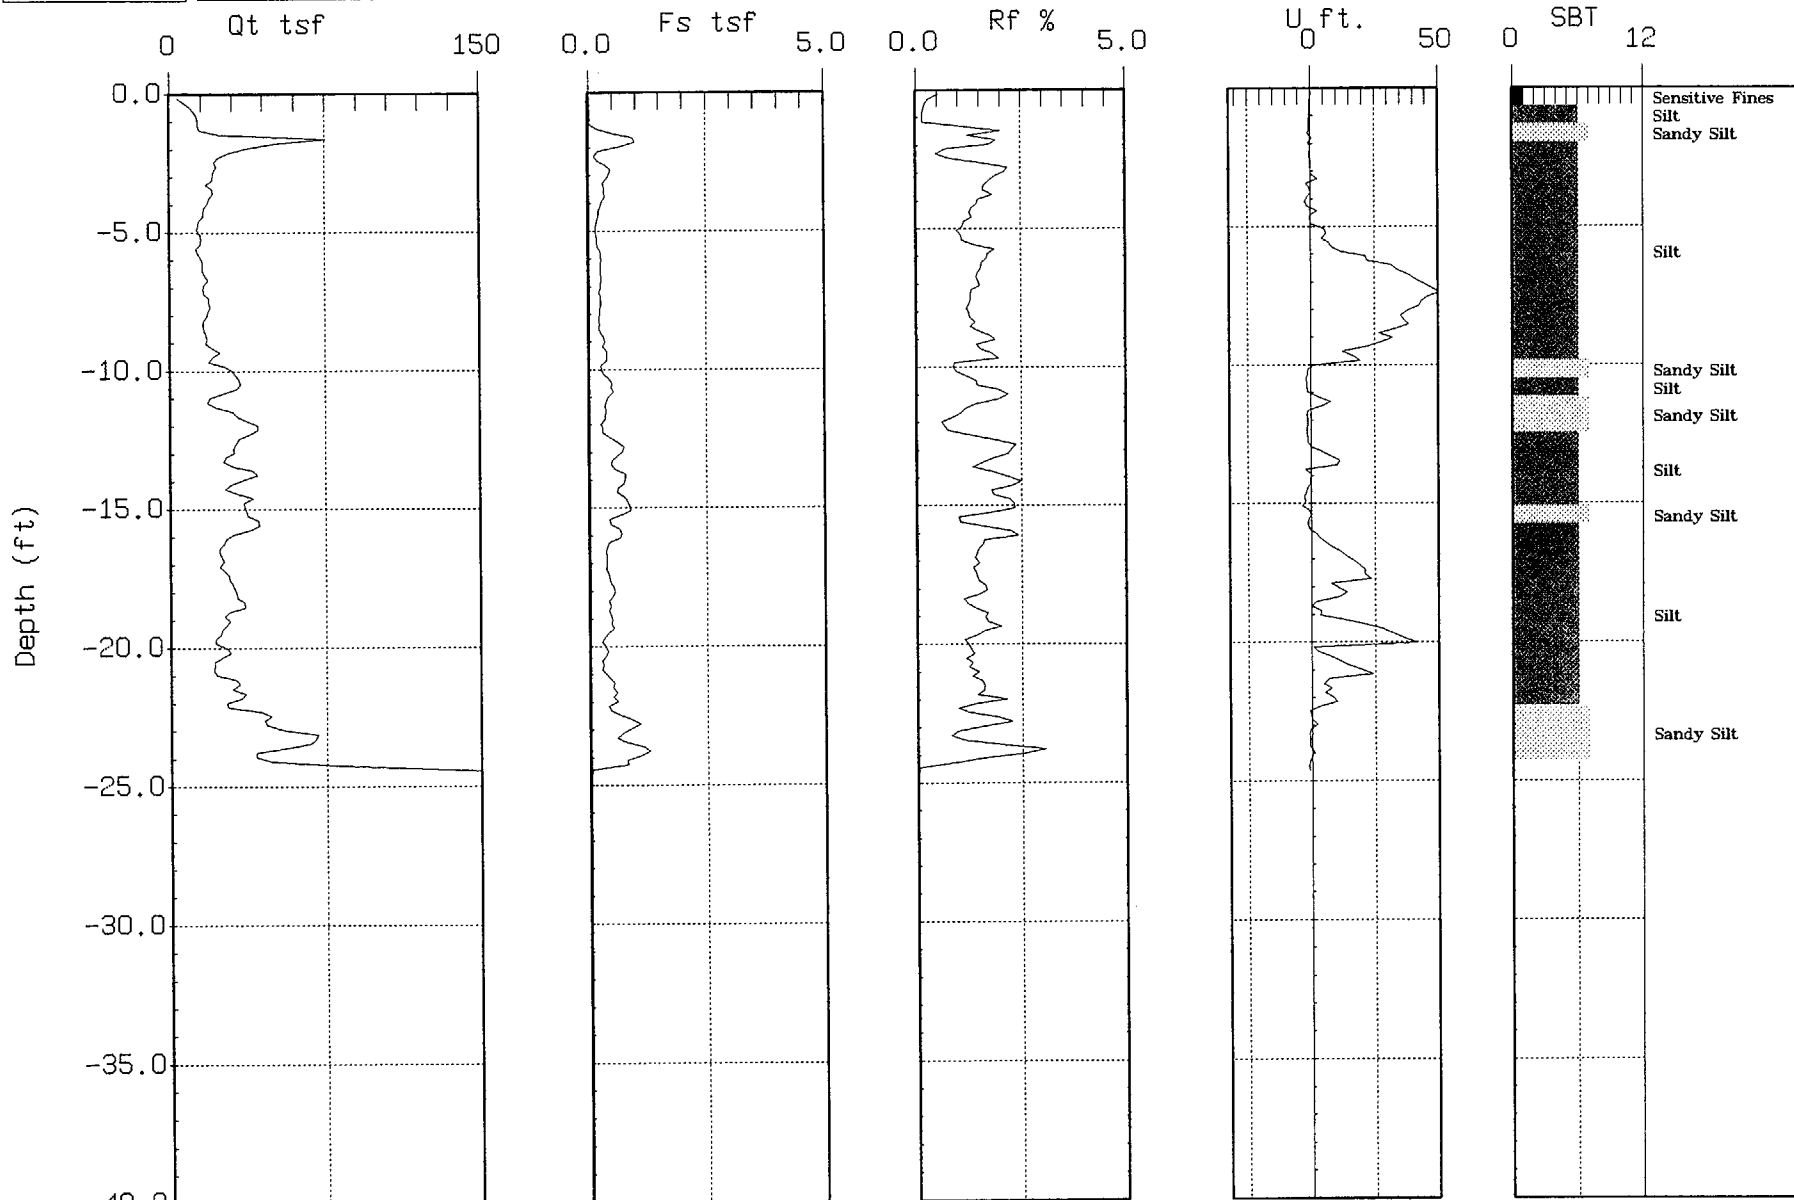 Qt tsf
Fs tsf
Rf %
U ft.
SBT
0 150
0.0 5.0
0.0 5.0
0 50
0 12
0.0
-5.0
-10.0
-15.0
-20.0
-25.0
-30.0
-35.0
Depth (ft)
Sensitive Fines
Silt
Sandy Silt
Silt
Sandy Silt
Silt
Sandy Silt
Silt
Sandy Silt
Silt
Sandy Silt